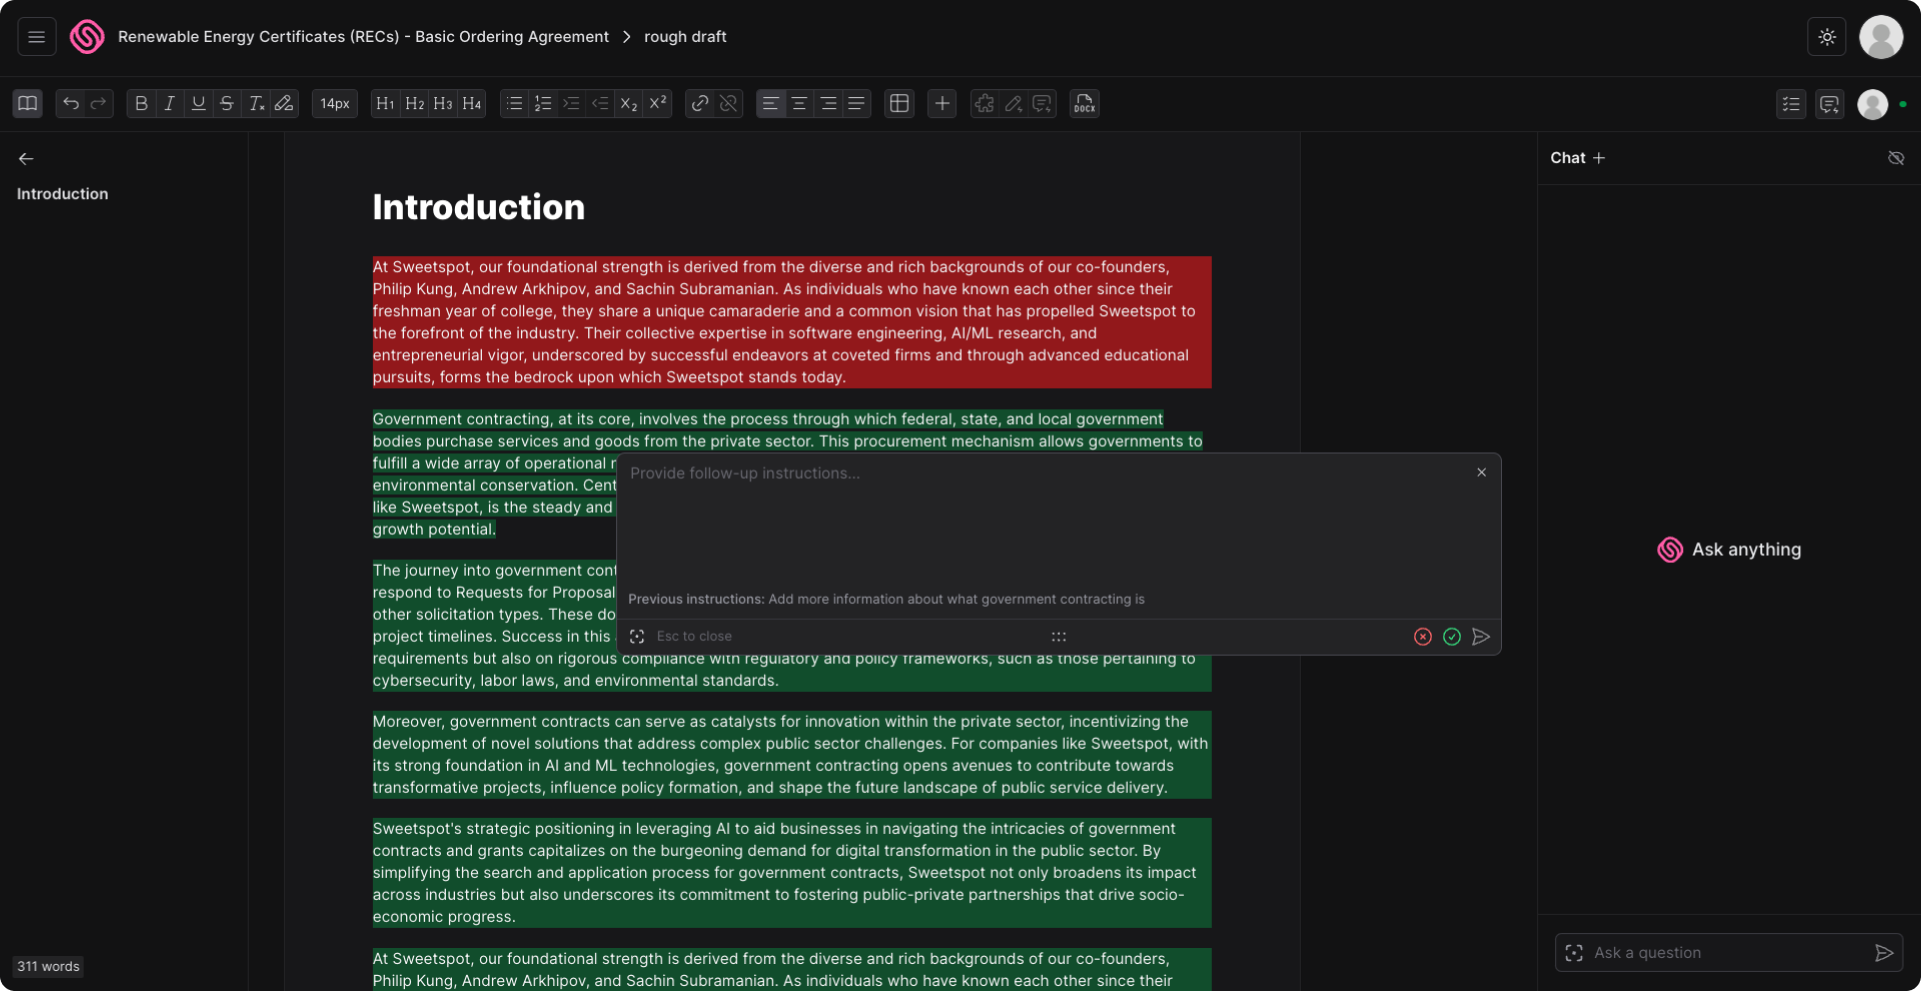 Renewable Energy Certificates (RECs) - Basic Ordering Agreement > rough draft
14px
H1 H2 H3 H4
X2 X2
DOCX
Introduction
Chat +
Introduction
At Sweetspot, our foundational strength is derived from the diverse and rich backgrounds of our co-founders,
Philip Kung, Andrew Arkhipov, and Sachin Subramanian. As individuals who have known each other since their
freshman year of college, they share a unique camaraderie and a common vision that has propelled Sweetspot to
the forefront of the industry. Their collective expertise in software engineering, AI/ML research, and
entrepreneurial vigor, underscored by successful endeavors at coveted firms and through advanced educational
pursuits, forms the bedrock upon which Sweetspot stands today.
Government contracting, at its core, involves the process through which federal, state, and local government
bodies purchase services and goods from the private sector. This procurement mechanism allows governments to
fulfill a wide array of operational
environmental conservation. Cent
like Sweetspot, is the steady and
growth potential.
Provide follow-up instructions...
Previous instructions: Add more information about what government contracting is
Esc to close
The journey into government cont
respond to Requests for Proposal
other solicitation types. These do
project timelines. Success in this
requirements but also on rigorous compliance with regulatory and policy frameworks, such as those pertaining to
cybersecurity, labor laws, and environmental standards.
Moreover, government contracts can serve as catalysts for innovation within the private sector, incentivizing the
development of novel solutions that address complex public sector challenges. For companies like Sweetspot, with
its strong foundation in AI and ML technologies, government contracting opens avenues to contribute towards
transformative projects, influence policy formation, and shape the future landscape of public service delivery.
Sweetspot's strategic positioning in leveraging AI to aid businesses in navigating the intricacies of government
contracts and grants capitalizes on the burgeoning demand for digital transformation in the public sector. By
simplifying the search and application process for government contracts, Sweetspot not only broadens its impact
across industries but also underscores its commitment to fostering public-private partnerships that drive socio-
economic progress.
At Sweetspot, our foundational strength is derived from the diverse and rich backgrounds of our co-founders,
Philip Kung, Andrew Arkhipov, and Sachin Subramanian. As individuals who have known each other since their
Ask anything
Ask a question
311 words